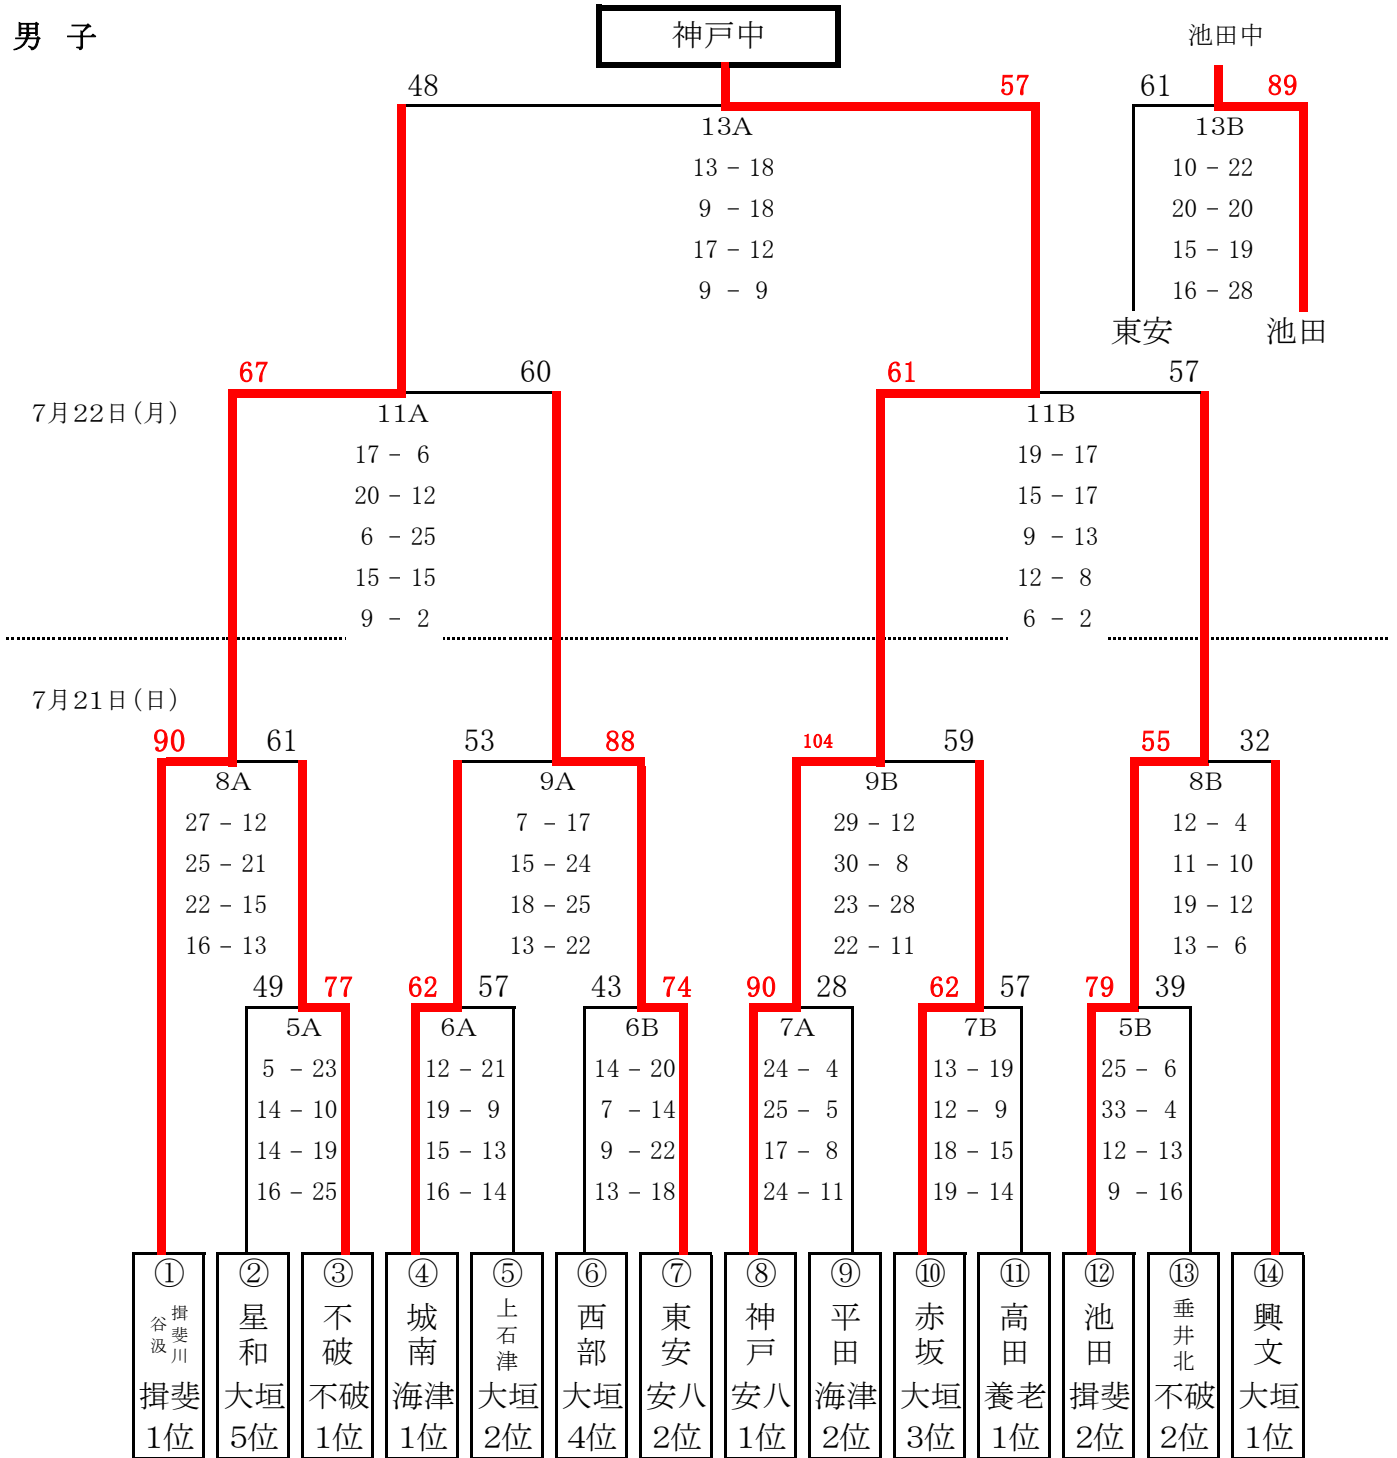 男 子
神戸中
池田中
48
57
61
89
13A
13B
13 - 18
10 - 22
9 - 18
20 - 20
17 - 12
15 - 19
9 - 9
16 - 28
東安
池田
67
60
61
57
7月22日(月)
11A
11B
17 - 6
19 - 17
20 - 12
15 - 17
6 - 25
9 - 13
15 - 15
12 - 8
9 - 2
6 - 2
7月21日(日)
90
61
53
88
104
59
55
32
8A
9A
9B
8B
27 - 12
7 - 17
29 - 12
12 - 4
25 - 21
15 - 24
30 - 8
11 - 10
22 - 15
18 - 25
23 - 28
19 - 12
16 - 13
13 - 22
22 - 11
13 - 6
49
77
62
57
43
74
90
28
62
57
79
39
5A
6A
6B
7A
7B
5B
5 - 23
12 - 21
14 - 20
24 - 4
13 - 19
25 - 6
14 - 10
19 - 9
7 - 14
25 - 5
12 - 9
33 - 4
14 - 19
15 - 13
9 - 22
17 - 8
18 - 15
12 - 13
16 - 25
16 - 14
13 - 18
24 - 11
19 - 14
9 - 16
①
揖斐川
谷汲
揖斐
1位
②
星和
大垣
5位
③
不破
不破
1位
④
城南
海津
1位
⑤
上石津
大垣
2位
⑥
西部
大垣
4位
⑦
東安
安八
2位
⑧
神戸
安八
1位
⑨
平田
海津
2位
⑩
赤坂
大垣
3位
⑪
高田
養老
1位
⑫
池田
揖斐
2位
⑬
垂井北
不破
2位
⑭
興文
大垣
1位